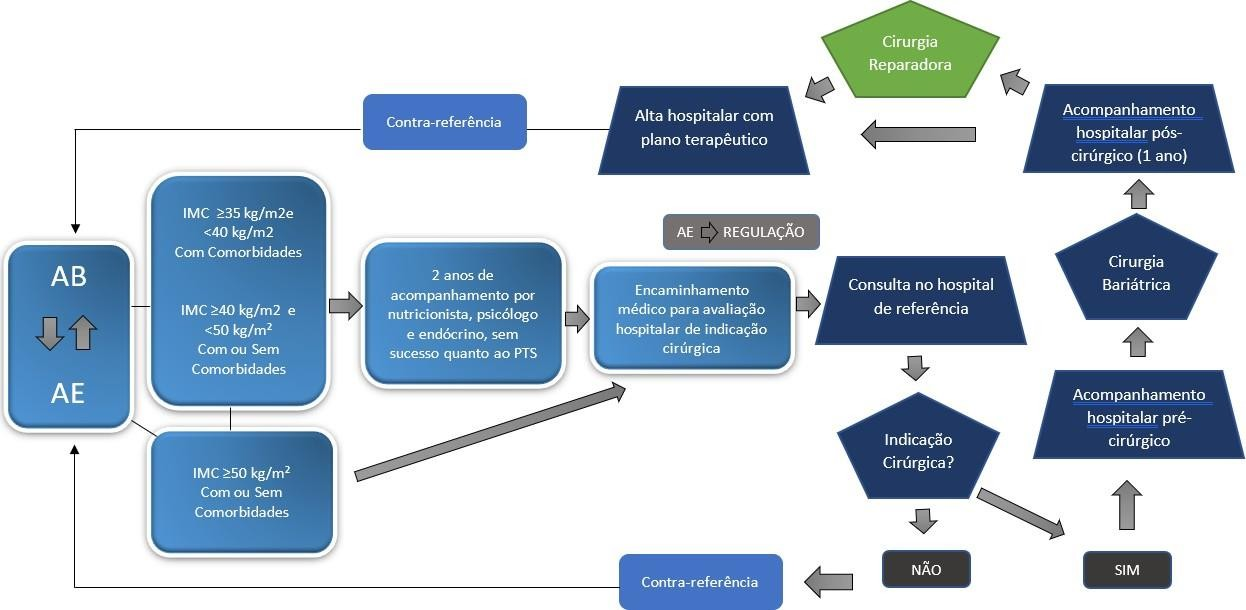 Cirurgia
Reparadora
Contra-referência
Alta hospitalar com
plano terapêutico
Acompanhamento
hospitalar pós-
cirúrgico (1 ano)
AB
AE
IMC ≥35 kg/m2e
<40 kg/m2
Com Comorbidades
IMC ≥40 kg/m2 e
<50 kg/m²
Com ou Sem
Comorbidades
IMC ≥50 kg/m²
Com ou Sem
Comorbidades
2 anos de
acompanhamento por
nutricionista, psicólogo
e endócrino, sem
sucesso quanto ao PTS
AE REGULAÇÃO
Encaminhamento
médico para avaliação
hospitalar de indicação
cirúrgica
Consulta no hospital
de referência
Indicação
Cirúrgica?
Cirurgia
Bariátrica
Acompanhamento
hospitalar pré-
cirúrgico
NÃO
SIM
Contra-referência